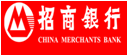 招商银行
CHINA MERCHANTS BANK